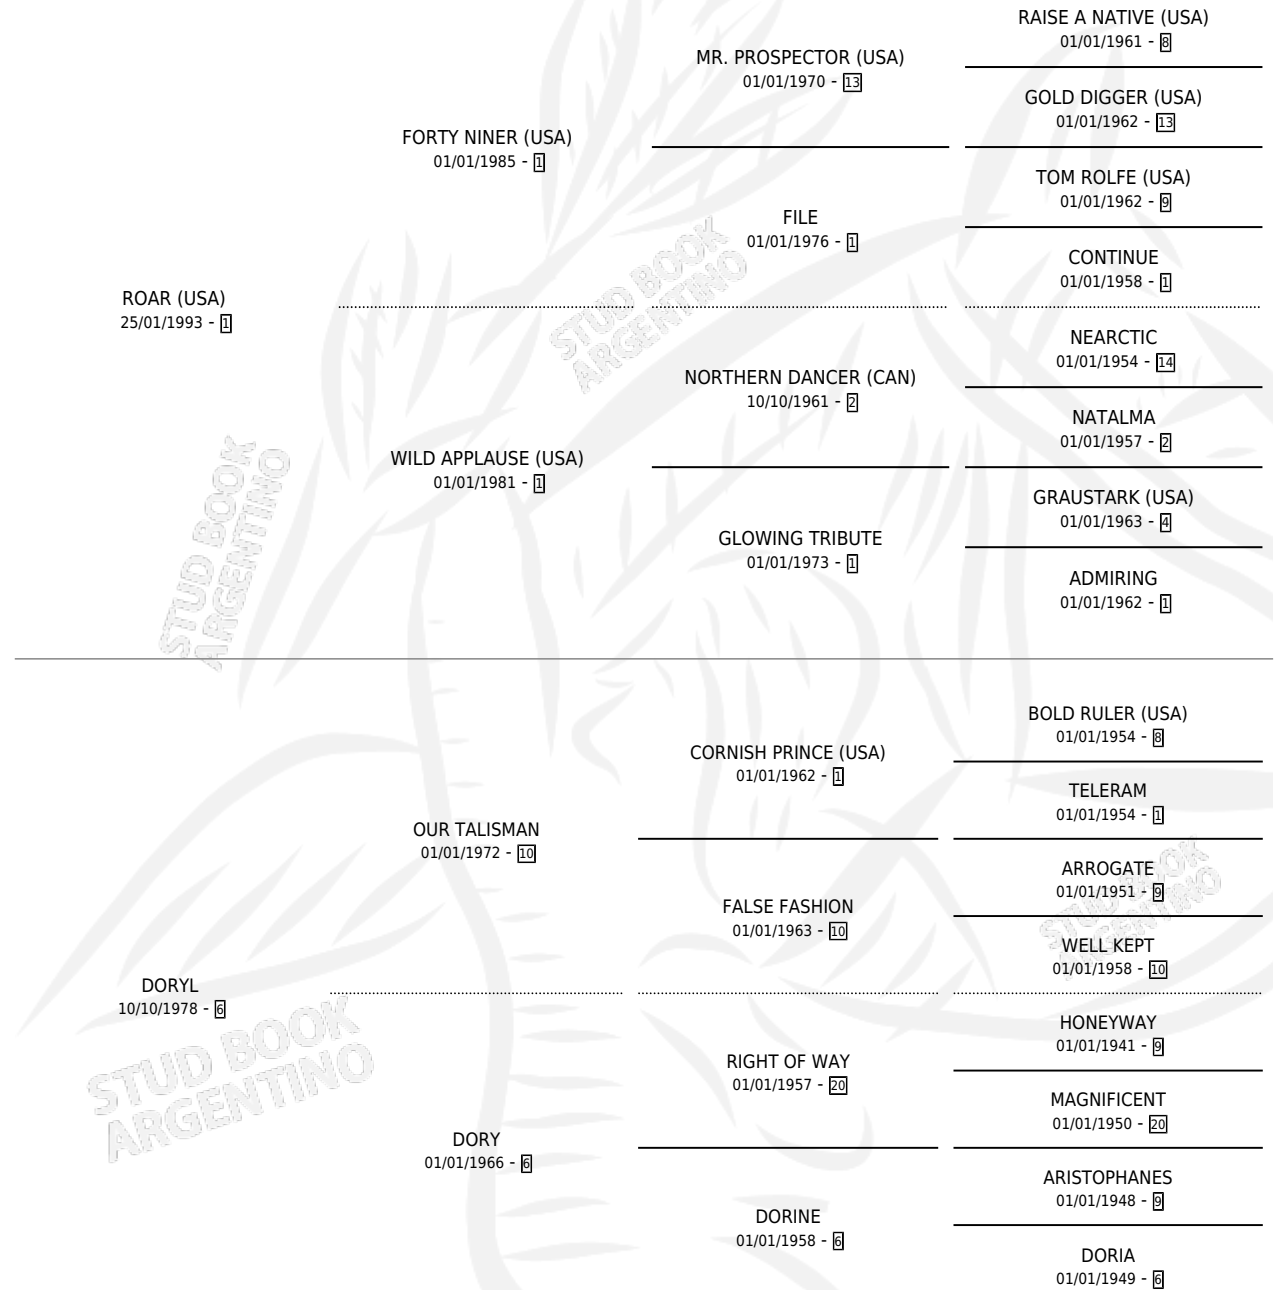 RAISE A NATIVE (USA)
01/01/1961 - 8
MR. PROSPECTOR (USA)
01/01/1970 - 13
GOLD DIGGER (USA)
01/01/1962 - 13
FORTY NINER (USA)
01/01/1985 - 1
TOM ROLFE (USA)
01/01/1962 - 9
FILE
01/01/1976 - 1
CONTINUE
01/01/1958 - 1
ROAR (USA)
25/01/1993 - 1
NEARCTIC
01/01/1954 - 14
NORTHERN DANCER (CAN)
10/10/1961 - 2
NATALMA
01/01/1957 - 2
WILD APPLAUSE (USA)
01/01/1981 - 1
GRAUSTARK (USA)
01/01/1963 - 4
GLOWING TRIBUTE
01/01/1973 - 1
ADMIRING
01/01/1962 - 1
STUD BOOK
ARGENTINO
STUD BOOK
ARGENTINO
BOLD RULER (USA)
01/01/1954 - 8
CORNISH PRINCE (USA)
01/01/1962 - 1
TELERAM
01/01/1954 - 1
OUR TALISMAN
01/01/1972 - 10
ARROGATE
01/01/1951 - 9
FALSE FASHION
01/01/1963 - 10
WELL KEPT
01/01/1958 - 10
DORYL
10/10/1978 - 6
HONEYWAY
01/01/1941 - 9
RIGHT OF WAY
01/01/1957 - 20
MAGNIFICENT
01/01/1950 - 20
DORY
01/01/1966 - 6
ARISTOPHANES
01/01/1948 - 9
DORINE
01/01/1958 - 6
DORIA
01/01/1949 - 6
STUD BOOK
ARGENTINO
STUD BOOK
ARGENTINO